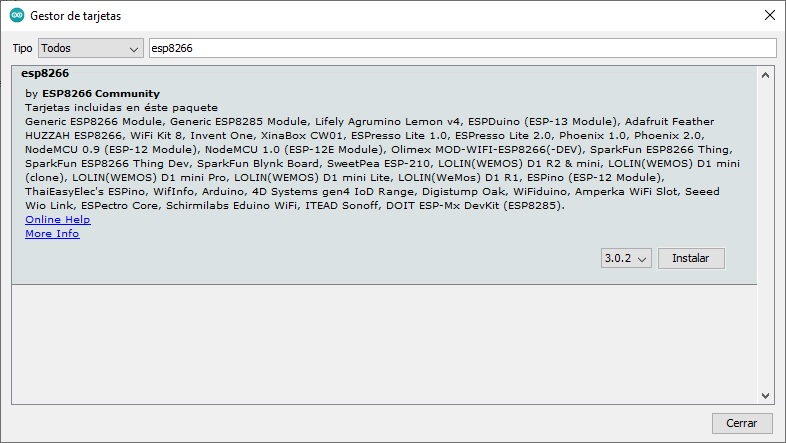 Gestor de tarjetas
Tipo Todos esp8266
esp8266
by ESP8266 Community
Tarjetas incluidas en éste paquete
Generic ESP8266 Module, Generic ESP8285 Module, Lifely Agrumino Lemon v4, ESPDuino (ESP-13 Module), Adafruit Feather
HUZZAH ESP8266, WiFi Kit 8, Invent One, XinaBox CW01, ESPresso Lite 1.0, ESPresso Lite 2.0, Phoenix 1.0, Phoenix 2.0,
NodeMCU 0.9 (ESP-12 Module), NodeMCU 1.0 (ESP-12E Module), Olimex MOD-WIFI-ESP8266(-DEV), SparkFun ESP8266 Thing,
SparkFun ESP8266 Thing Dev, SparkFun Blynk Board, SweetPea ESP-210, LOLIN(WEMOS) D1 R2 & mini, LOLIN(WEMOS) D1 mini
(clone), LOLIN(WEMOS) D1 mini Pro, LOLIN(WEMOS) D1 mini Lite, LOLIN(WeMos) D1 R1, ESPino (ESP-12 Module),
ThaiEasyElec's ESPino, WifInfo, Arduino, 4D Systems gen4 IoD Range, Digistump Oak, WiFiduino, Amperka WiFi Slot, Seeed
Wio Link, ESPectro Core, Schirmilabs Eduino WiFi, ITEAD Sonoff, DOIT ESP-Mx DevKit (ESP8285).
Online Help
More Info
3.0.2 Instalar
Cerrar